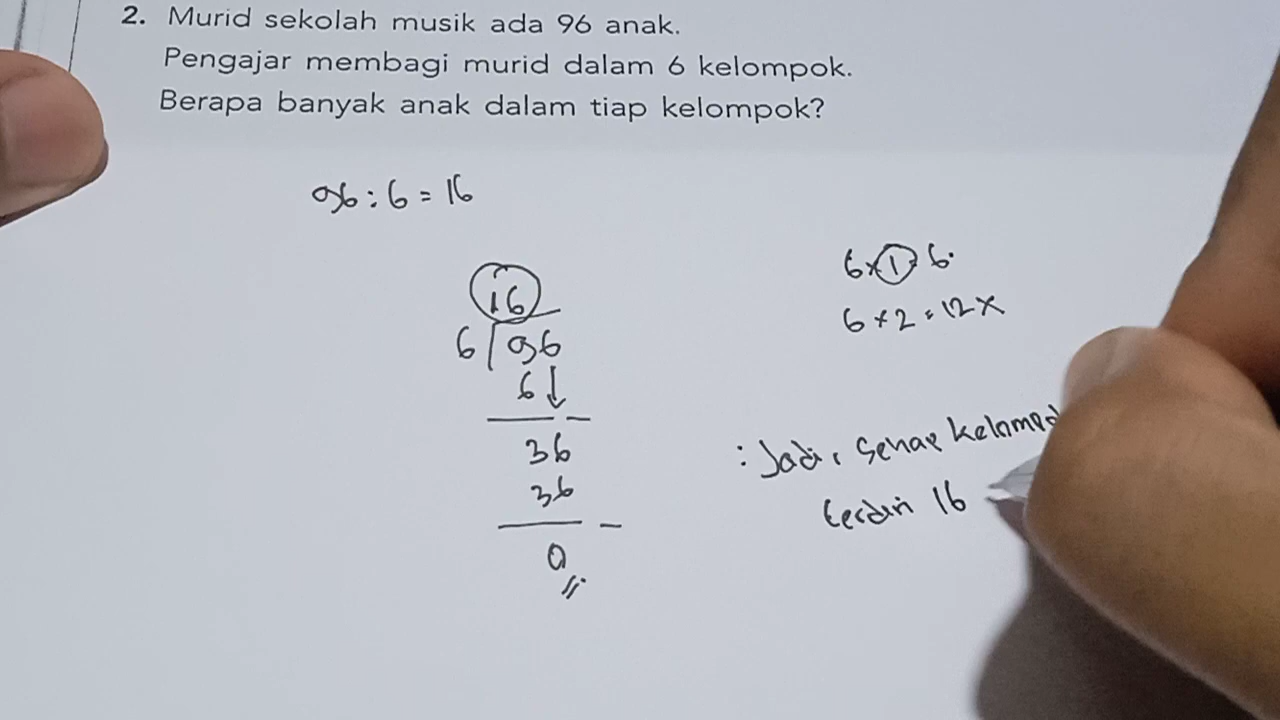 2. Murid sekolah musik ada 96 anak.
Pengajar membagi murid dalam 6 kelompok.
Berapa banyak anak dalam tiap kelompok?
96 : 6 = 16
16
6 96
6
36
36
0
6 x 1 = 6
6 x 2 = 12 x
: Jadi, Setiap Kelompok
terdiri 16